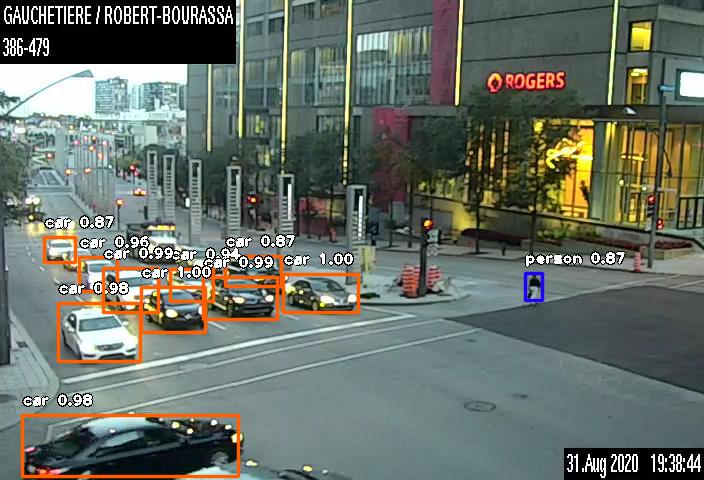 GAUCHETIERE / ROBERT-BOURASSA
386-479
ROGERS
car 0.87
car 0.96
car 0.87
car 0.99
car 0.94
car 0.99
car 1.00
car 1.00
person 0.87
car 0.98
car 0.98
31.Aug 2020 19:38:44